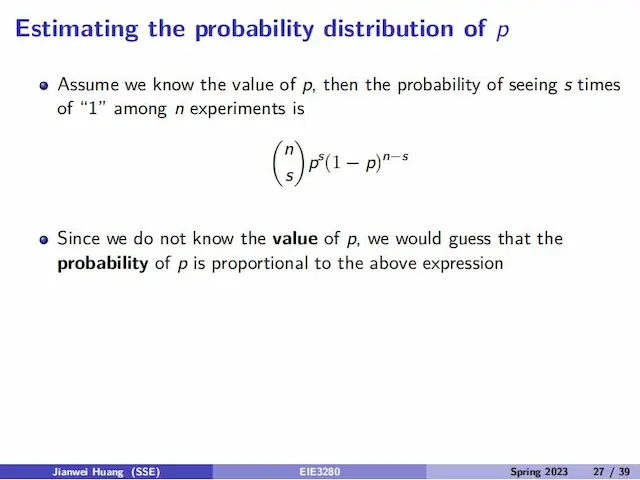 Estimating the probability distribution of p
Assume we know the value of p, then the probability of seeing s times
of “1” among n experiments is
(n s) p^s(1 − p)^{n−s}
Since we do not know the value of p, we would guess that the
probability of p is proportional to the above expression
Jianwei Huang (SSE) EIE3280 Spring 2023 27 / 39